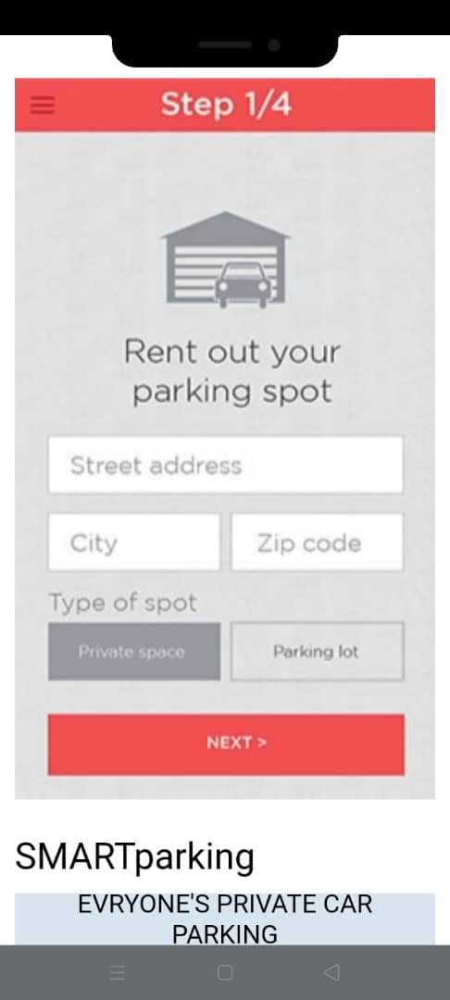 Step 1/4
Rent out your
parking spot
Street address
City
Zip code
Type of spot
Private space
Parking lot
NEXT >
SMARTparking
EVRYONE'S PRIVATE CAR
PARKING